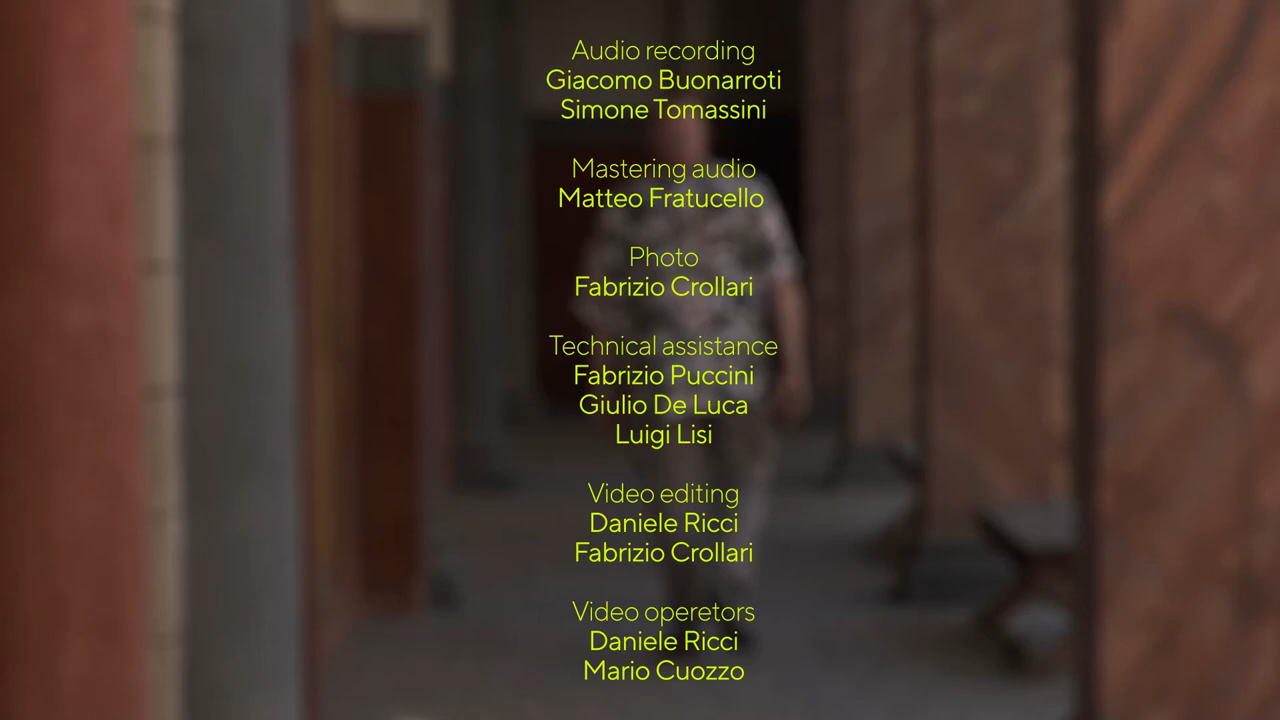 Audio recording
Giacomo Buonarroti
Simone Tomassini
Mastering audio
Matteo Fratucello
Photo
Fabrizio Crollari
Technical assistance
Fabrizio Puccini
Giulio De Luca
Luigi Lisi
Video editing
Daniele Ricci
Fabrizio Crollari
Video operetors
Daniele Ricci
Mario Cuozzo